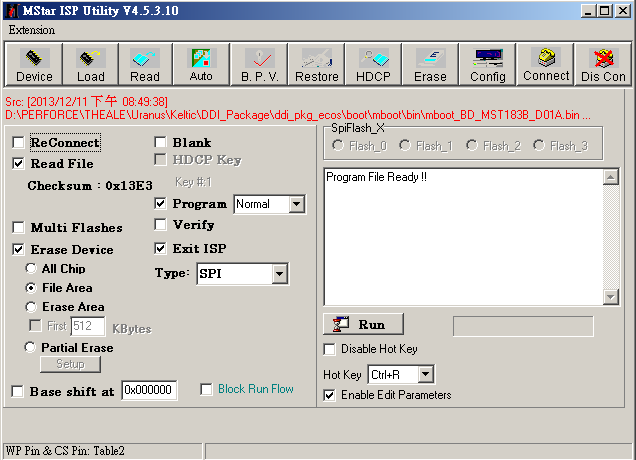 MStar ISP Utility V4.5.3.10
Extension
Device Load Read Auto B. P. V. Restore HDCP Erase Config Connect Dis Con
Src: [2013/12/11 下午 08:49:38]
D:\PERFORCE\THEALE\Uranus\Keltic\DDI_Package\ddi_pkg_ecos\boot\mboot\bin\mboot_BD_MST183B_D01A.bin ...
ReConnect
Read File
Checksum : 0x13E3
Multi Flashes
Erase Device
All Chip
File Area
Erase Area
First 512 KBytes
Partial Erase
Setup
Base shift at 0x000000
Blank
HDCP Key
Key #:1
Program Normal
Verify
Exit ISP
Type: SPI
Block Run Flow
SpiFlash_X
Flash_0 Flash_1 Flash_2 Flash_3
Program File Ready !!
Run
Disable Hot Key
Hot Key Ctrl+R
Enable Edit Parameters
WP Pin & CS Pin: Table2